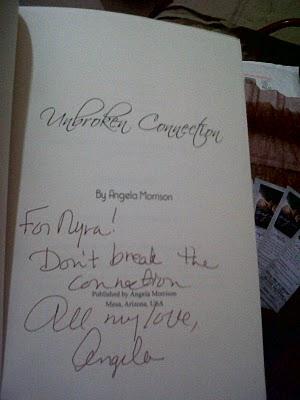 Unbroken Connection
By Angela Morrison
For Myra!
Don't break the
connection
Published by Angela Morrison
Mesa, Arizona, USA
All my love,
Angela